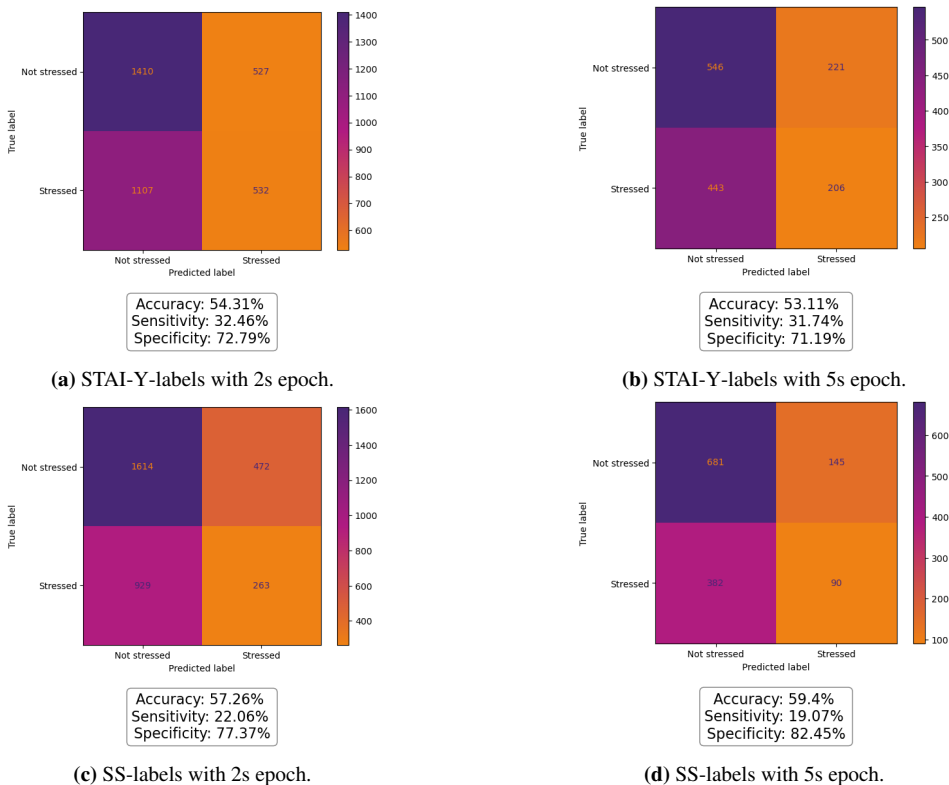 1400
1300
Not stressed
1410
527
1200
1100
True label
1000
900
Stressed
1107
532
800
700
600
Not stressed
Stressed
Predicted label
Accuracy: 54.31%
Sensitivity: 32.46%
Specificity: 72.79%
(a) STAI-Y-labels with 2s epoch.
500
Not stressed
546
221
450
400
True label
350
Stressed
443
206
300
250
Not stressed
Stressed
Predicted label
Accuracy: 53.11%
Sensitivity: 31.74%
Specificity: 71.19%
(b) STAI-Y-labels with 5s epoch.
1600
1400
Not stressed
1614
472
1200
True label
1000
800
Stressed
929
263
600
400
Not stressed
Stressed
Predicted label
Accuracy: 57.26%
Sensitivity: 22.06%
Specificity: 77.37%
(c) SS-labels with 2s epoch.
600
Not stressed
681
145
500
400
True label
300
Stressed
382
90
200
100
Not stressed
Stressed
Predicted label
Accuracy: 59.4%
Sensitivity: 19.07%
Specificity: 82.45%
(d) SS-labels with 5s epoch.